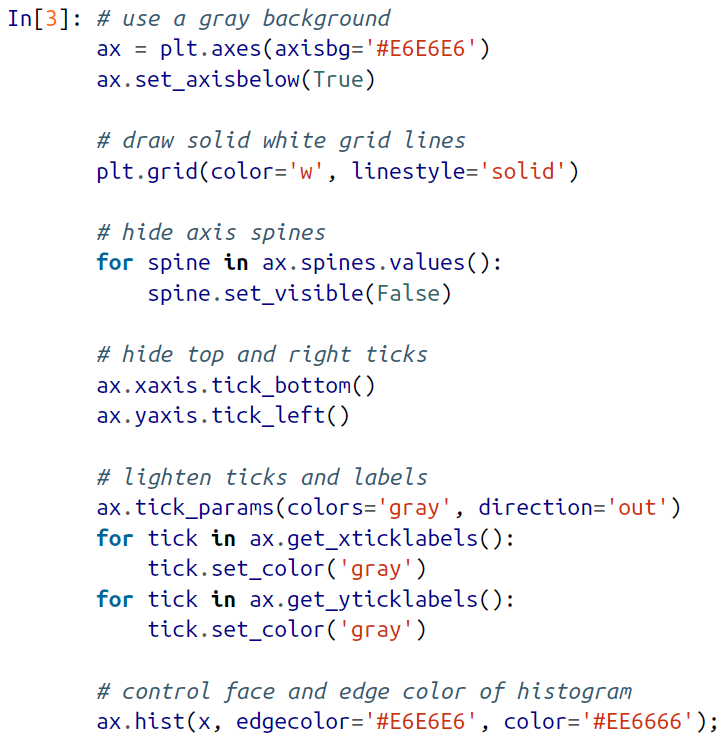 In[3]: # use a gray background
ax = plt.axes(axisbg='#E6E6E6')
ax.set_axisbelow(True)

# draw solid white grid lines
plt.grid(color='w', linestyle='solid')

# hide axis spines
for spine in ax.spines.values():
    spine.set_visible(False)

# hide top and right ticks
ax.xaxis.tick_bottom()
ax.yaxis.tick_left()

# lighten ticks and labels
ax.tick_params(colors='gray', direction='out')
for tick in ax.get_xticklabels():
    tick.set_color('gray')
for tick in ax.get_yticklabels():
    tick.set_color('gray')

# control face and edge color of histogram
ax.hist(x, edgecolor='#E6E6E6', color='#EE6666');